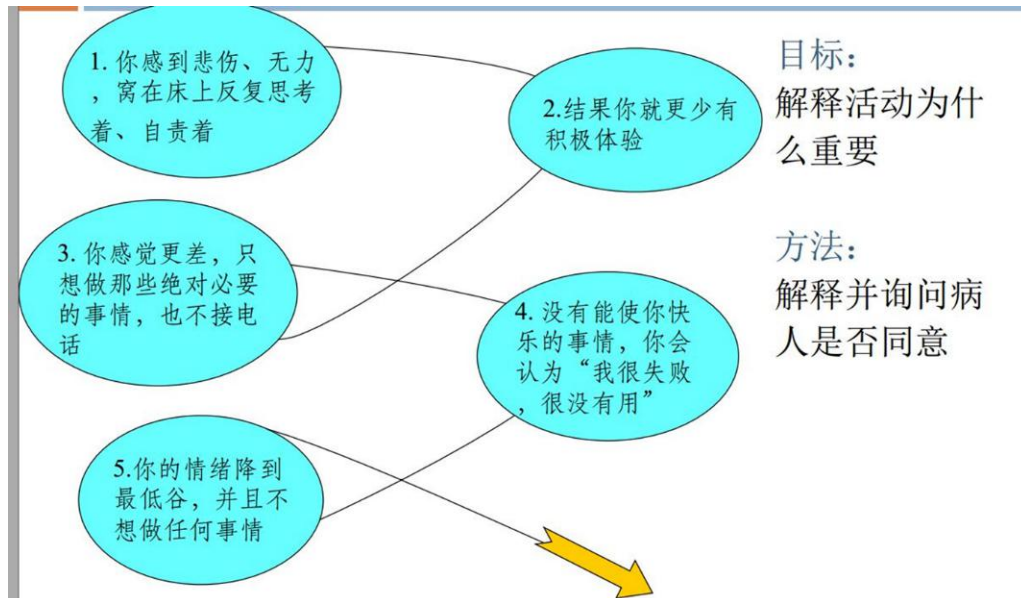 1. 你感到悲伤、无力
，窝在床上反复思考
着、自责着
2.结果你就更少有
积极体验
3. 你感觉更差，只
想做那些绝对必要
的事情，也不接电
话
4. 没有能使你快
乐的事情，你会
认为“我很失败
，很没有用”
5.你的情绪降到
最低谷，并且不
想做任何事情
目标：
解释活动为什
么重要
方法：
解释并询问病
人是否同意